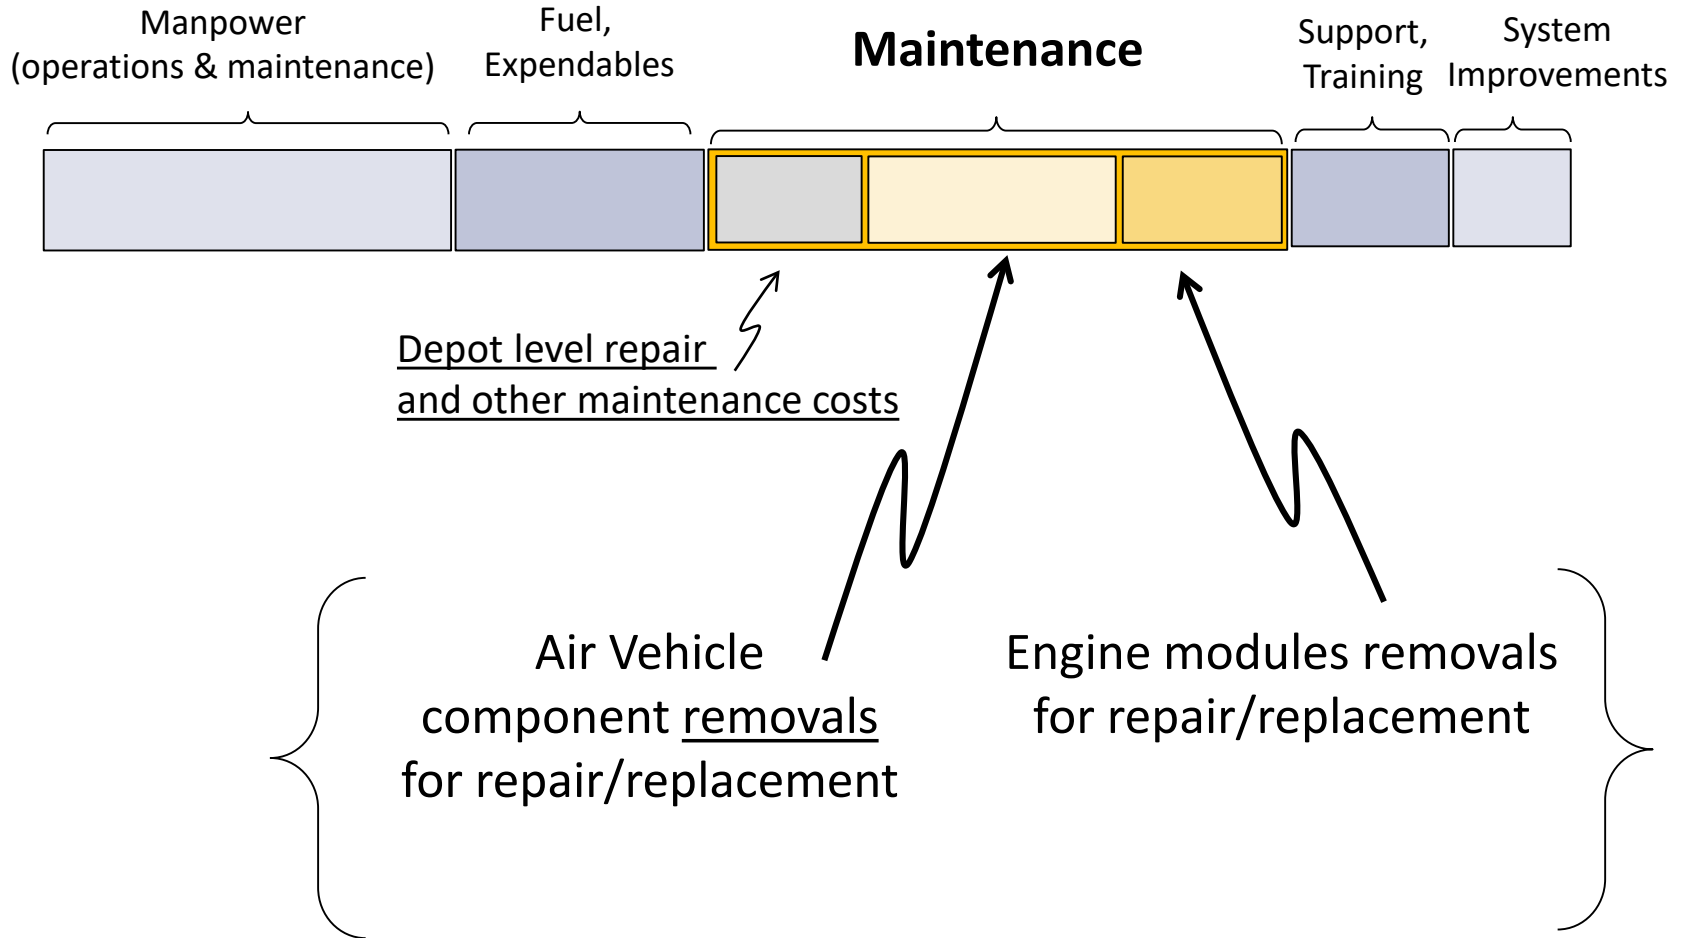 Manpower
(operations & maintenance)
Fuel,
Expendables
Maintenance
Support,
Training
System
Improvements
Depot level repair
and other maintenance costs
Air Vehicle
component removals
for repair/replacement
Engine modules removals
for repair/replacement